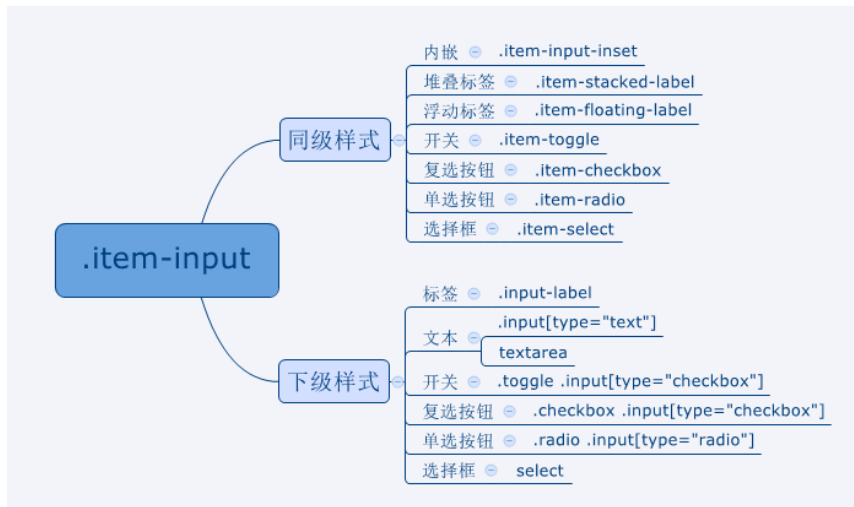 .item-input
同级样式
内嵌 .item-input-inset
堆叠标签 .item-stacked-label
浮动标签 .item-floating-label
开关 .item-toggle
复选按钮 .item-checkbox
单选按钮 .item-radio
选择框 .item-select
下级样式
标签 .input-label
文本 .input[type="text"]
textarea
开关 .toggle .input[type="checkbox"]
复选按钮 .checkbox .input[type="checkbox"]
单选按钮 .radio .input[type="radio"]
选择框 select